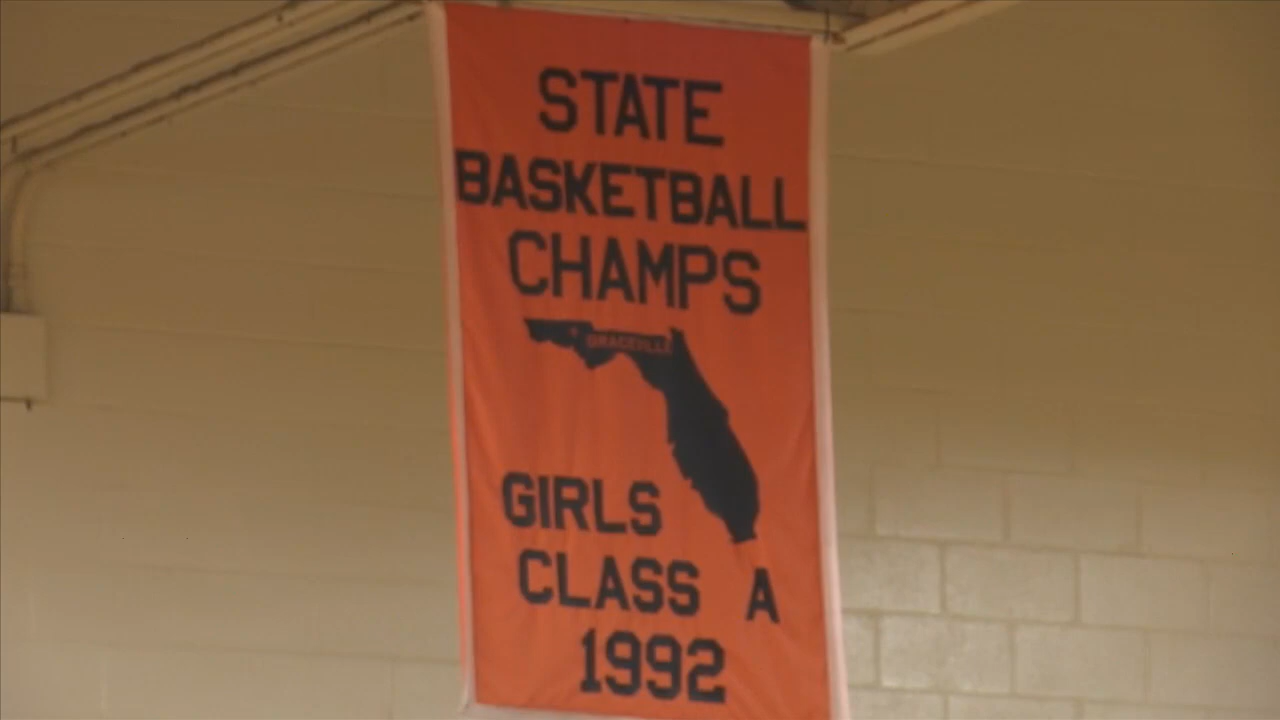 STATE
BASKETBALL
CHAMPS
GRACEVILLE
GIRLS
CLASS A
1992